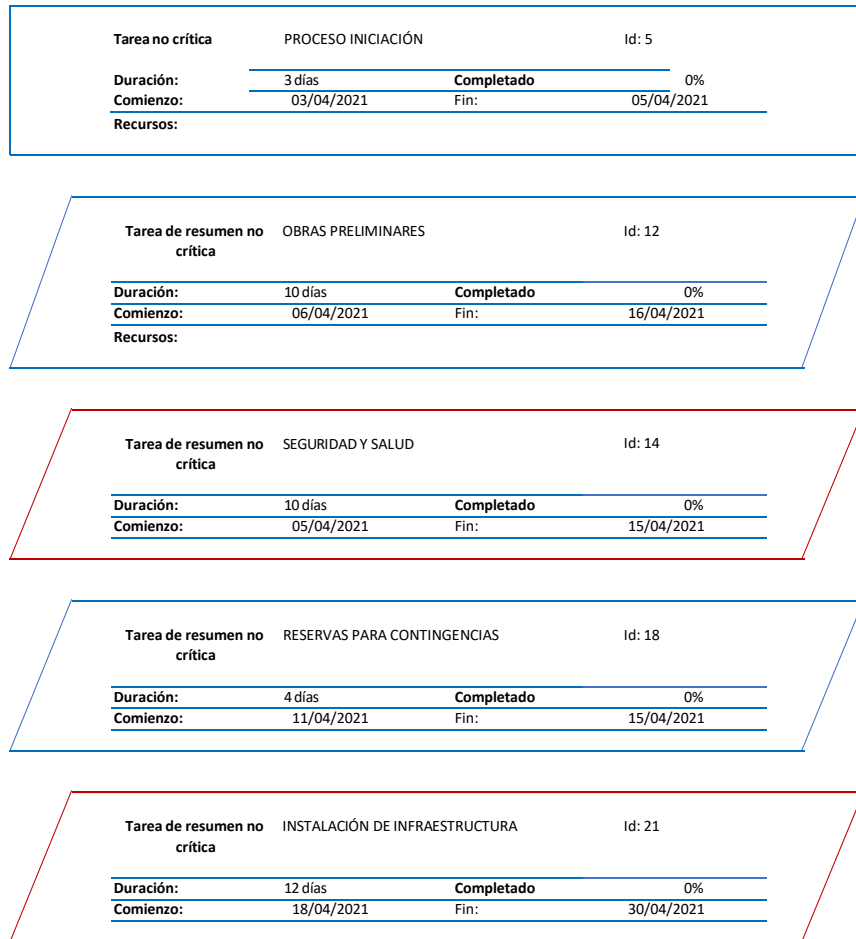 Tarea no crítica PROCESO INICIACIÓN Id: 5
Duración: 3 días Completado 0%
Comienzo: 03/04/2021 Fin: 05/04/2021
Recursos:
Tarea de resumen no OBRAS PRELIMINARES Id: 12
crítica
Duración: 10 días Completado 0%
Comienzo: 06/04/2021 Fin: 16/04/2021
Recursos:
Tarea de resumen no SEGURIDAD Y SALUD Id: 14
crítica
Duración: 10 días Completado 0%
Comienzo: 05/04/2021 Fin: 15/04/2021
Tarea de resumen no RESERVAS PARA CONTINGENCIAS Id: 18
crítica
Duración: 4 días Completado 0%
Comienzo: 11/04/2021 Fin: 15/04/2021
Tarea de resumen no INSTALACIÓN DE INFRAESTRUCTURA Id: 21
crítica
Duración: 12 días Completado 0%
Comienzo: 18/04/2021 Fin: 30/04/2021